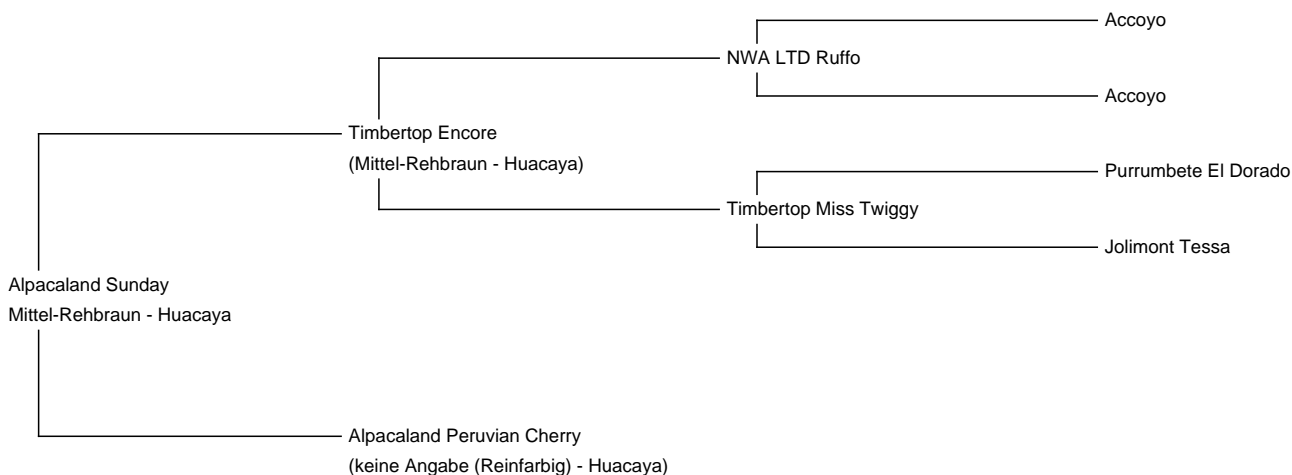 Accoyo
NWA LTD Ruffo
Accoyo
Timbertop Encore
(Mittel-Rehbraun - Huacaya)
Purrumbete El Dorado
Timbertop Miss Twiggy
Jolimont Tessa
Alpacaland Sunday
Mittel-Rehbraun - Huacaya
Alpacaland Peruvian Cherry
(keine Angabe (Reinfarbig) - Huacaya)